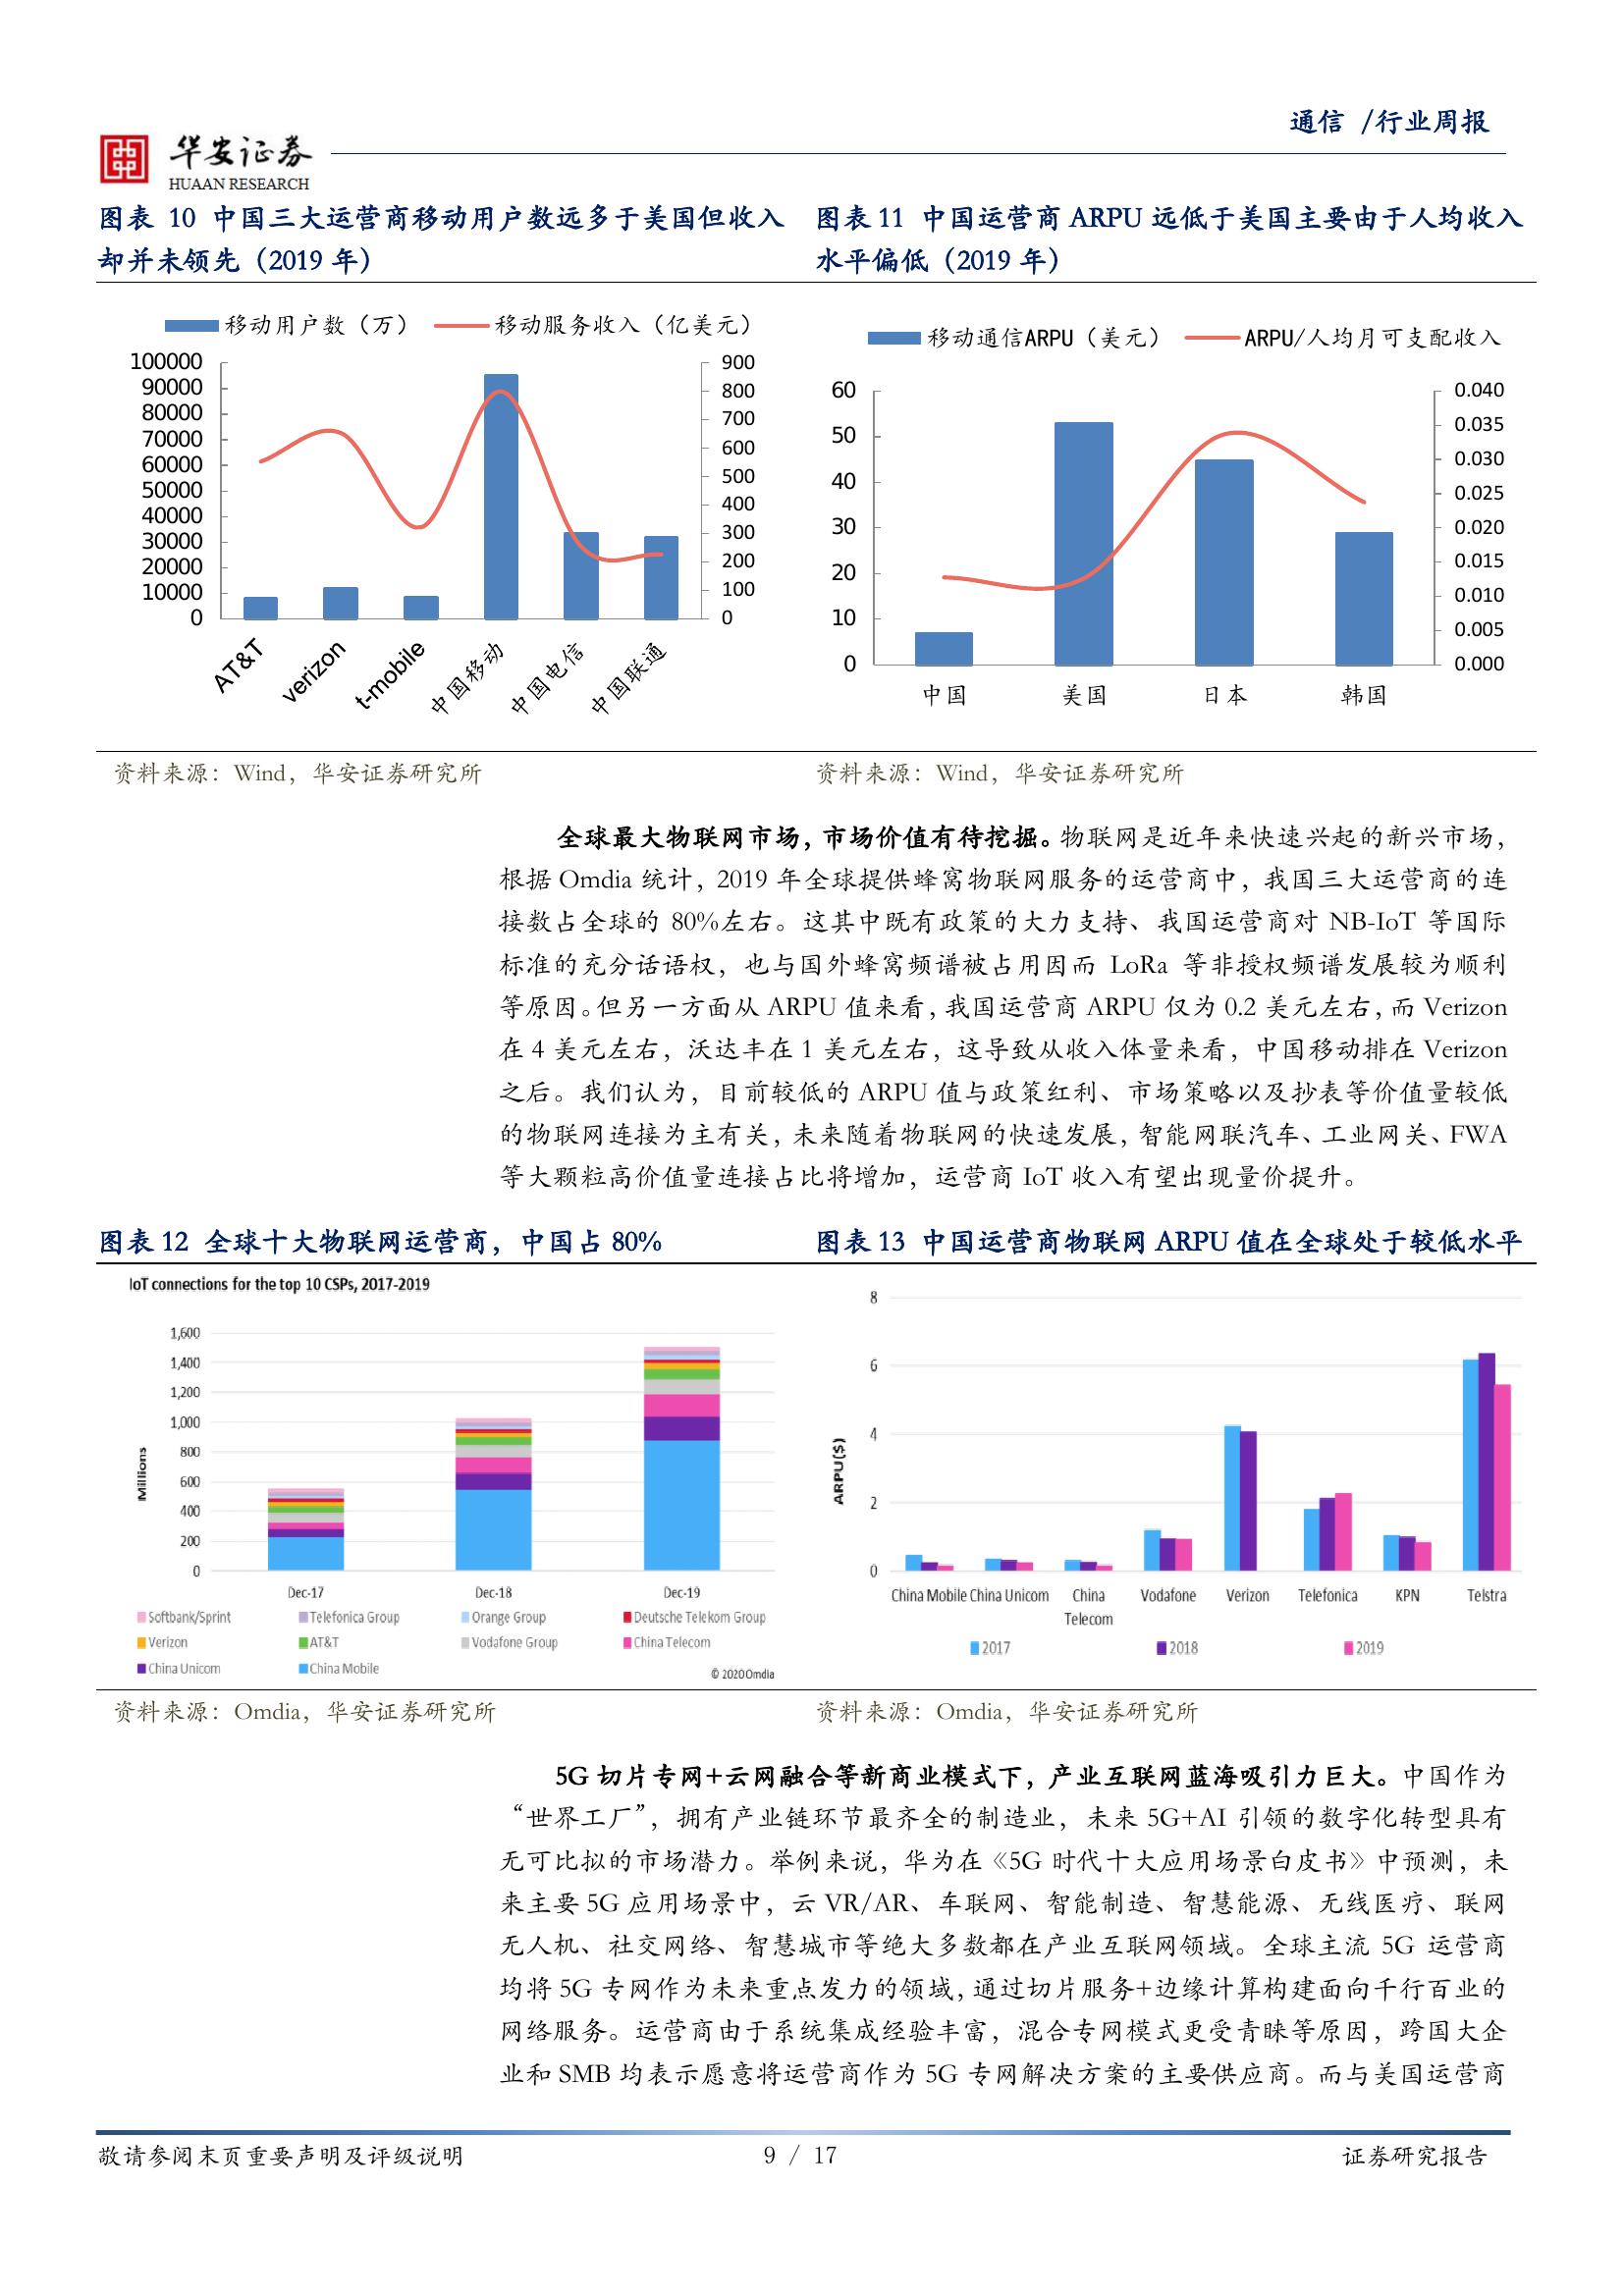 通信 /行业周报
华安证券
HUAAN RESEARCH
图表 10 中国三大运营商移动用户数远多于美国但收入
却并未领先（2019 年）
移动用户数（万）
移动服务收入（亿美元）
100000
90000
80000
70000
60000
50000
40000
30000
20000
10000
0
900
800
700
600
500
400
300
200
100
0
AT&T
verizon
t-mobile
中国移动
中国电信
中国联通
资料来源：Wind，华安证券研究所
图表 11 中国运营商 ARPU 远低于美国主要由于人均收入
水平偏低（2019 年）
移动通信ARPU（美元）
ARPU/人均月可支配收入
60
50
40
30
20
10
0
0.040
0.035
0.030
0.025
0.020
0.015
0.010
0.005
0.000
中国
美国
日本
韩国
资料来源：Wind，华安证券研究所
全球最大物联网市场，市场价值有待挖掘。物联网是近年来快速兴起的新兴市场，
根据 Omdia 统计，2019 年全球提供蜂窝物联网服务的运营商中，我国三大运营商的连
接数占全球的 80%左右。这其中既有政策的大力支持、我国运营商对 NB-IoT 等国际
标准的充分话语权，也与国外蜂窝频谱被占用因而 LoRa 等非授权频谱发展较为顺利
等原因。但另一方面从 ARPU 值来看，我国运营商 ARPU 仅为 0.2 美元左右，而 Verizon
在 4 美元左右，沃达丰在 1 美元左右，这导致从收入体量来看，中国移动排在 Verizon
之后。我们认为，目前较低的 ARPU 值与政策红利、市场策略以及抄表等价值量较低
的物联网连接为主有关，未来随着物联网的快速发展，智能网联汽车、工业网关、FWA
等大颗粒高价值量连接占比将增加，运营商 IoT 收入有望出现量价提升。
图表 12 全球十大物联网运营商，中国占 80%
IoT connections for the top 10 CSPs, 2017-2019
Millions
1,600
1,400
1,200
1,000
800
600
400
200
0
Dec-17
Dec-18
Dec-19
Softbank/Sprint
Telefonica Group
Orange Group
Deutsche Telekom Group
Verizon
AT&T
Vodafone Group
China Telecom
China Unicom
China Mobile
© 2020 Omdia
资料来源：Omdia，华安证券研究所
图表 13 中国运营商物联网 ARPU 值在全球处于较低水平
ARPU($)
8
6
4
2
0
China Mobile
China Unicom
China
Telecom
Vodafone
Verizon
Telefonica
KPN
Telstra
2017
2018
2019
资料来源：Omdia，华安证券研究所
5G 切片专网+云网融合等新商业模式下，产业互联网蓝海吸引力巨大。中国作为
“世界工厂”，拥有产业链环节最齐全的制造业，未来 5G+AI 引领的数字化转型具有
无可比拟的市场潜力。举例来说，华为在《5G 时代十大应用场景白皮书》中预测，未
来主要 5G 应用场景中，云 VR/AR、车联网、智能制造、智慧能源、无线医疗、联网
无人机、社交网络、智慧城市等绝大多数都在产业互联网领域。全球主流 5G 运营商
均将 5G 专网作为未来重点发力的领域，通过切片服务+边缘计算构建面向千行百业的
网络服务。运营商由于系统集成经验丰富，混合专网模式更受青睐等原因，跨国大企
业和 SMB 均表示愿意将运营商作为 5G 专网解决方案的主要供应商。而与美国运营商
敬请参阅末页重要声明及评级说明
9 / 17
证券研究报告